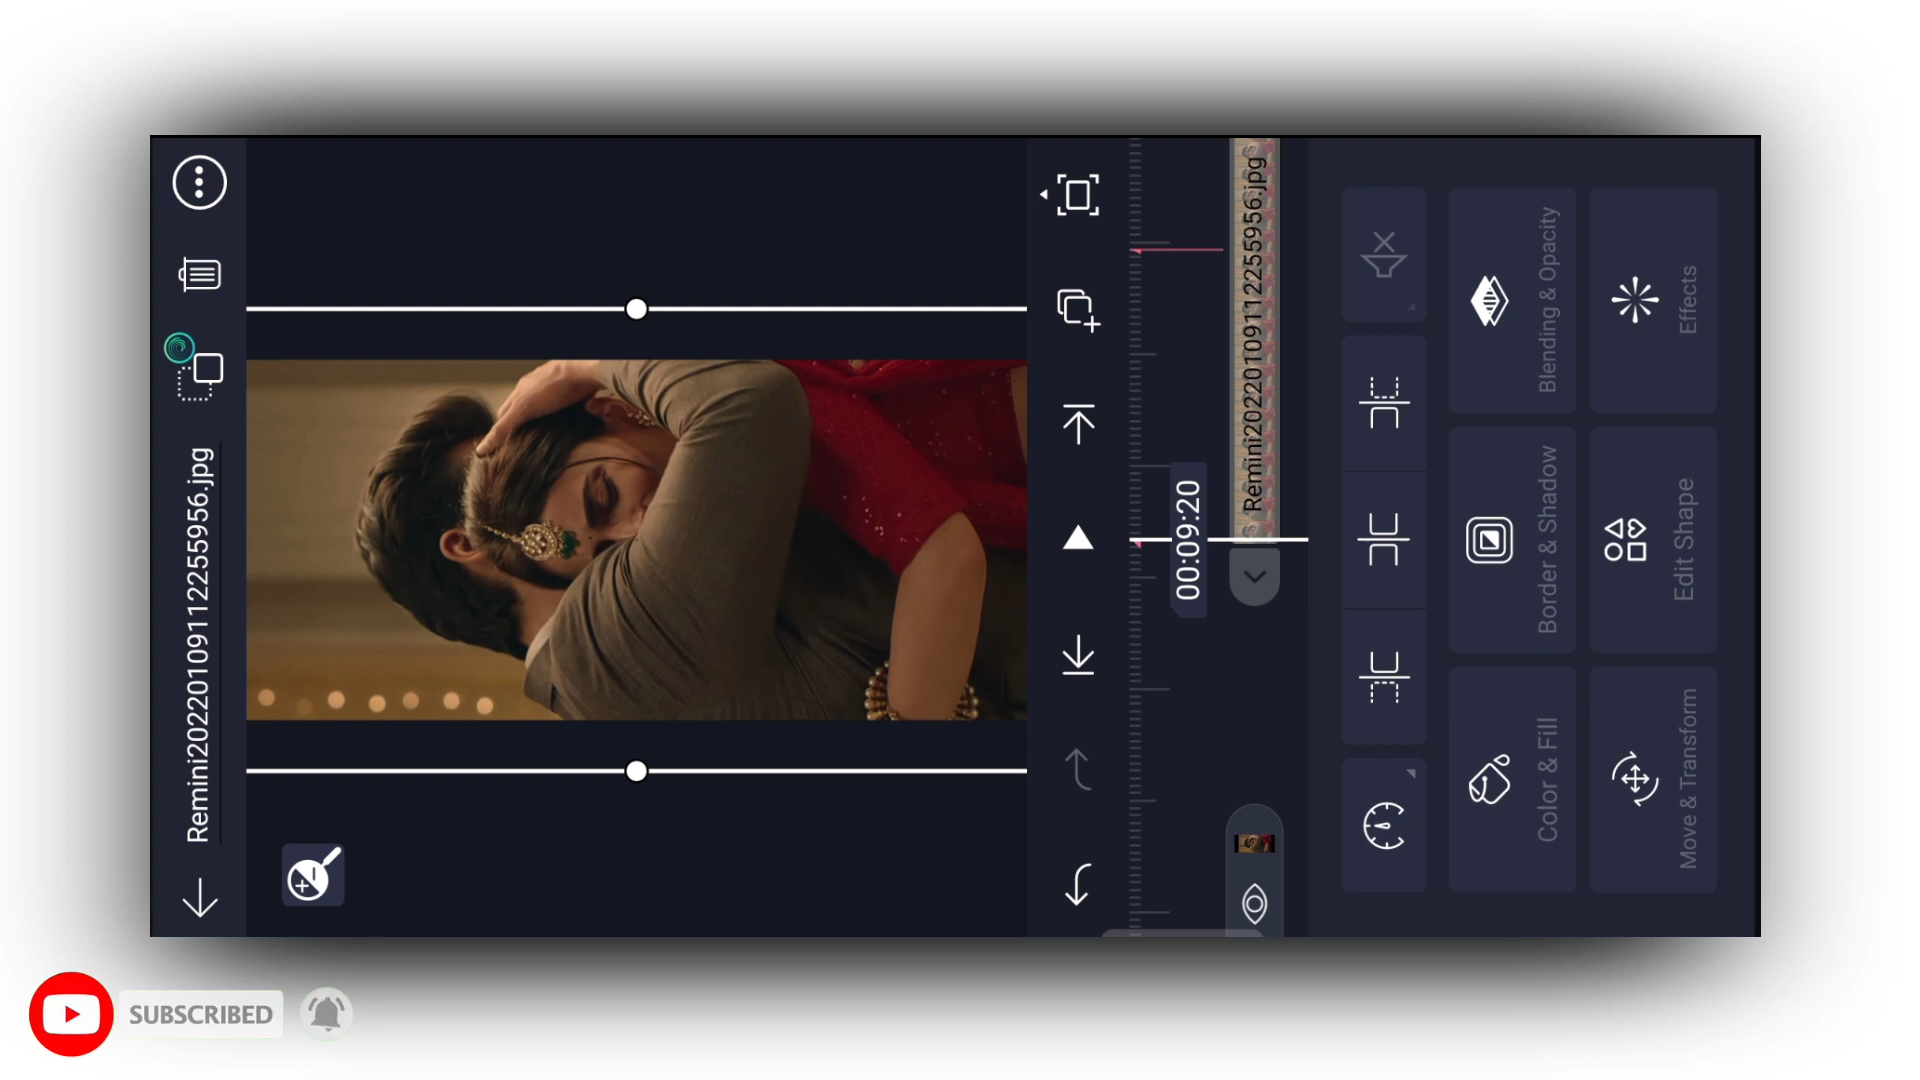 Remini20220109112255956.jpg
00:09:20
Remini20220109112255956.jpg
Blending & Opacity
Effects
Border & Shadow
Edit Shape
Color & Fill
Move & Transform
SUBSCRIBED